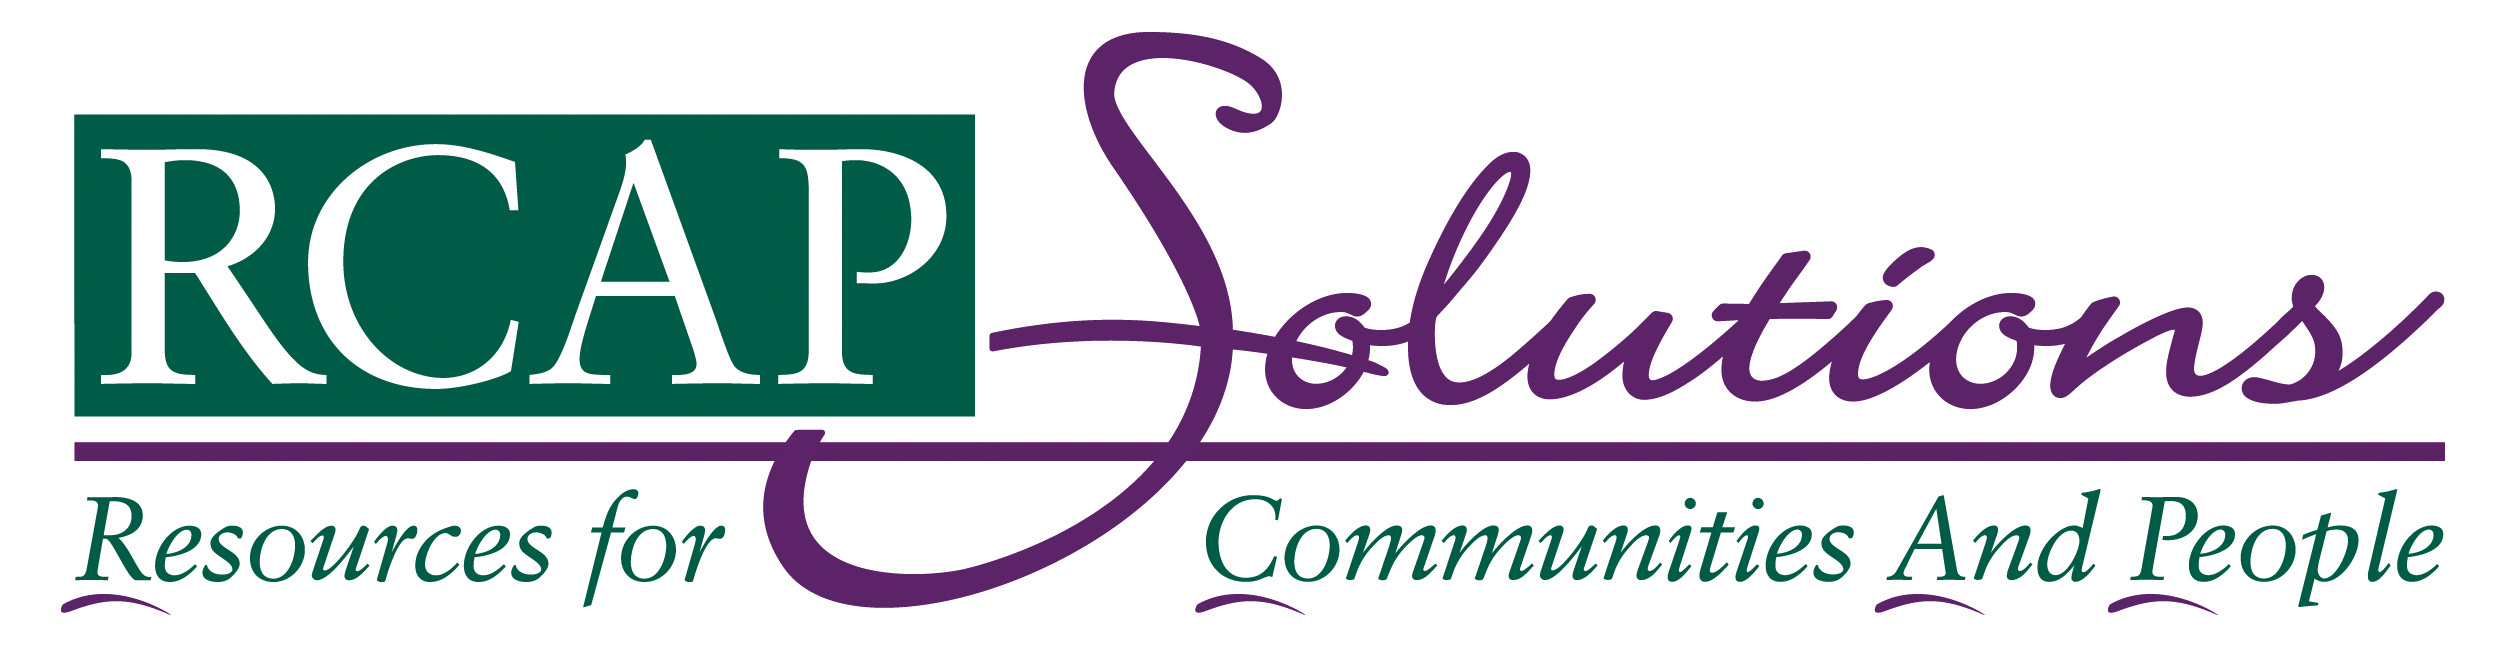 RCAP Solutions
Resources for Communities And People